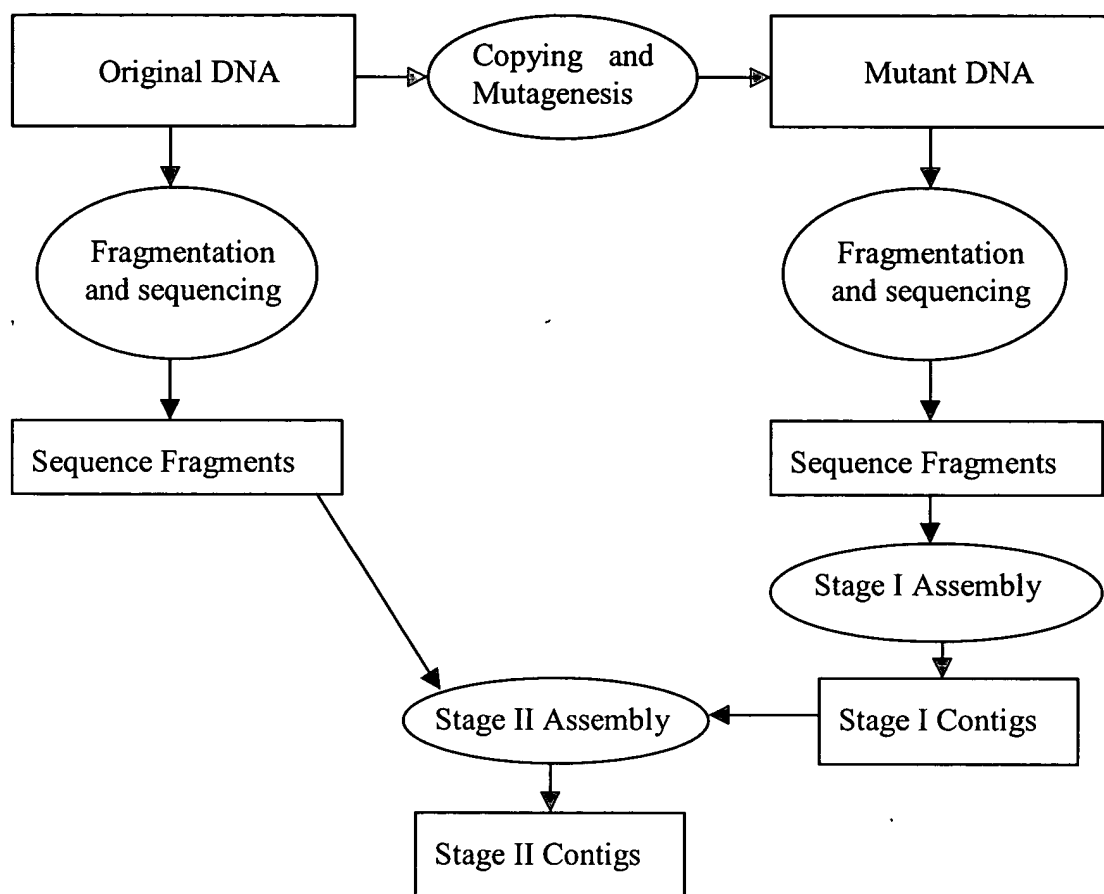 Original DNA
Copying and
Mutagenesis
Mutant DNA
Fragmentation
and sequencing
Fragmentation
and sequencing
Sequence Fragments
Sequence Fragments
Stage I Assembly
Stage II Assembly
Stage I Contigs
Stage II Contigs